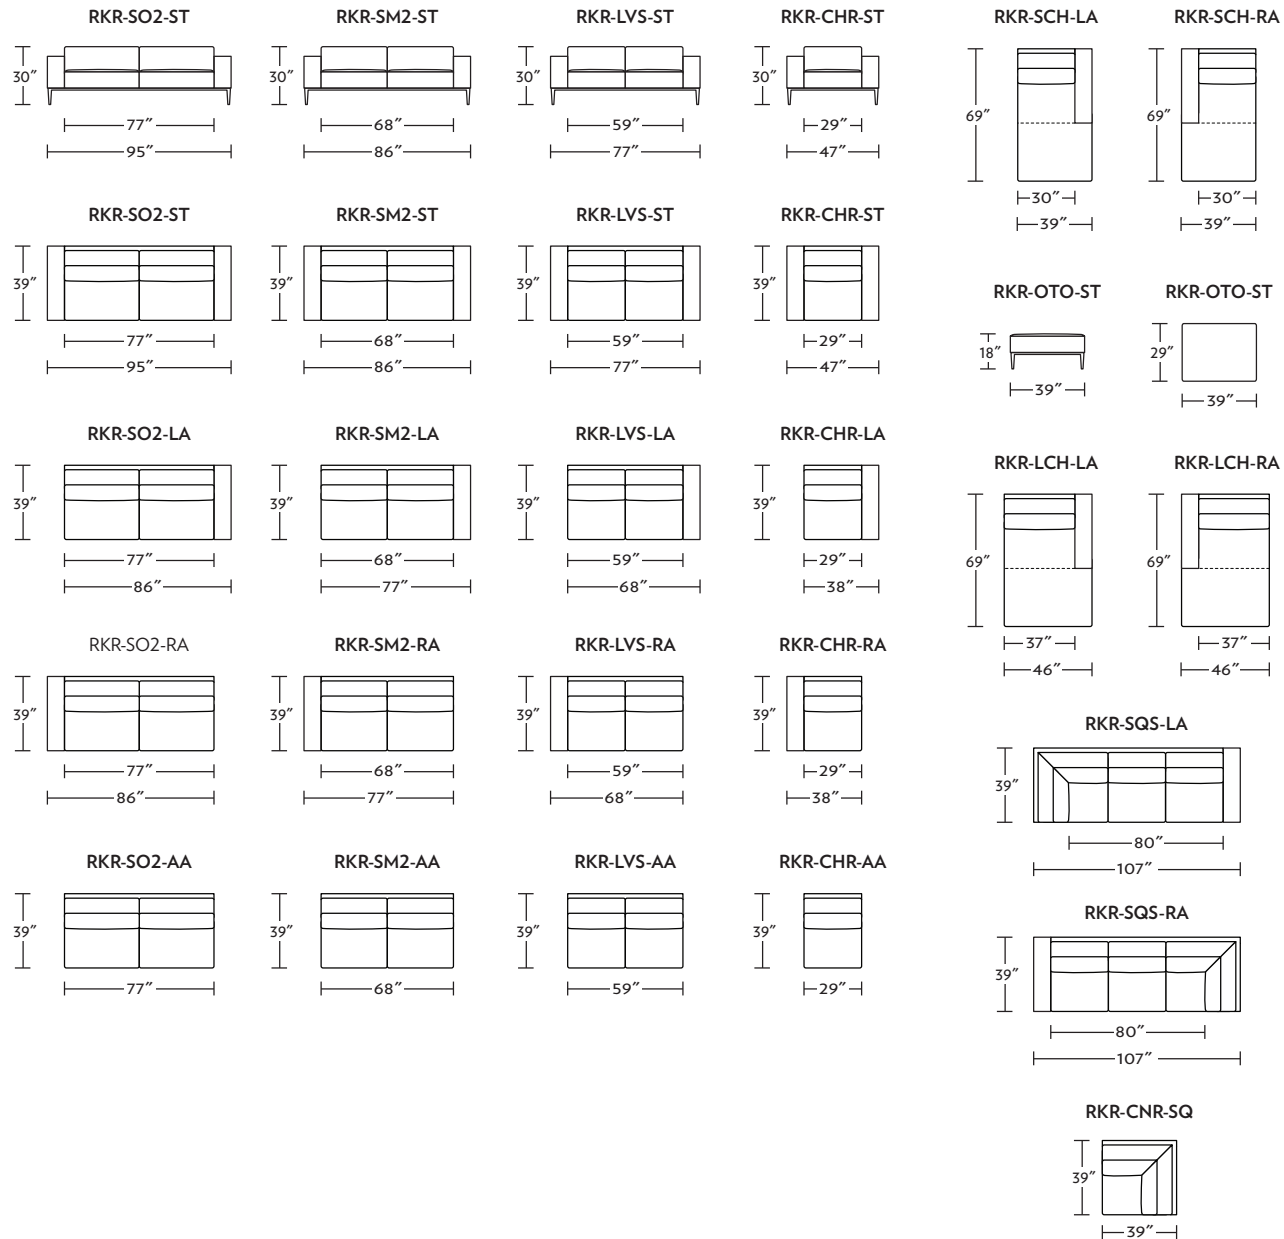 RKR-SO2-ST
30″
77″
95″
RKR-SM2-ST
30″
68″
86″
RKR-LVS-ST
30″
59″
77″
RKR-CHR-ST
30″
29″
47″
RKR-SO2-ST
39″
77″
95″
RKR-SM2-ST
39″
68″
86″
RKR-LVS-ST
39″
59″
77″
RKR-CHR-ST
39″
29″
47″
RKR-SO2-LA
39″
77″
86″
RKR-SM2-LA
39″
68″
77″
RKR-LVS-LA
39″
59″
68″
RKR-CHR-LA
39″
29″
38″
RKR-SO2-RA
39″
77″
86″
RKR-SM2-RA
39″
68″
77″
RKR-LVS-RA
39″
59″
68″
RKR-CHR-RA
39″
29″
38″
RKR-SO2-AA
39″
77″
RKR-SM2-AA
39″
68″
RKR-LVS-AA
39″
59″
RKR-CHR-AA
39″
29″
RKR-SCH-LA
69″
30″
39″
RKR-SCH-RA
69″
30″
39″
RKR-OTO-ST
18″
39″
RKR-OTO-ST
29″
39″
RKR-LCH-LA
69″
37″
46″
RKR-LCH-RA
69″
37″
46″
RKR-SQS-LA
39″
80″
107″
RKR-SQS-RA
39″
80″
107″
RKR-CNR-SQ
39″
39″